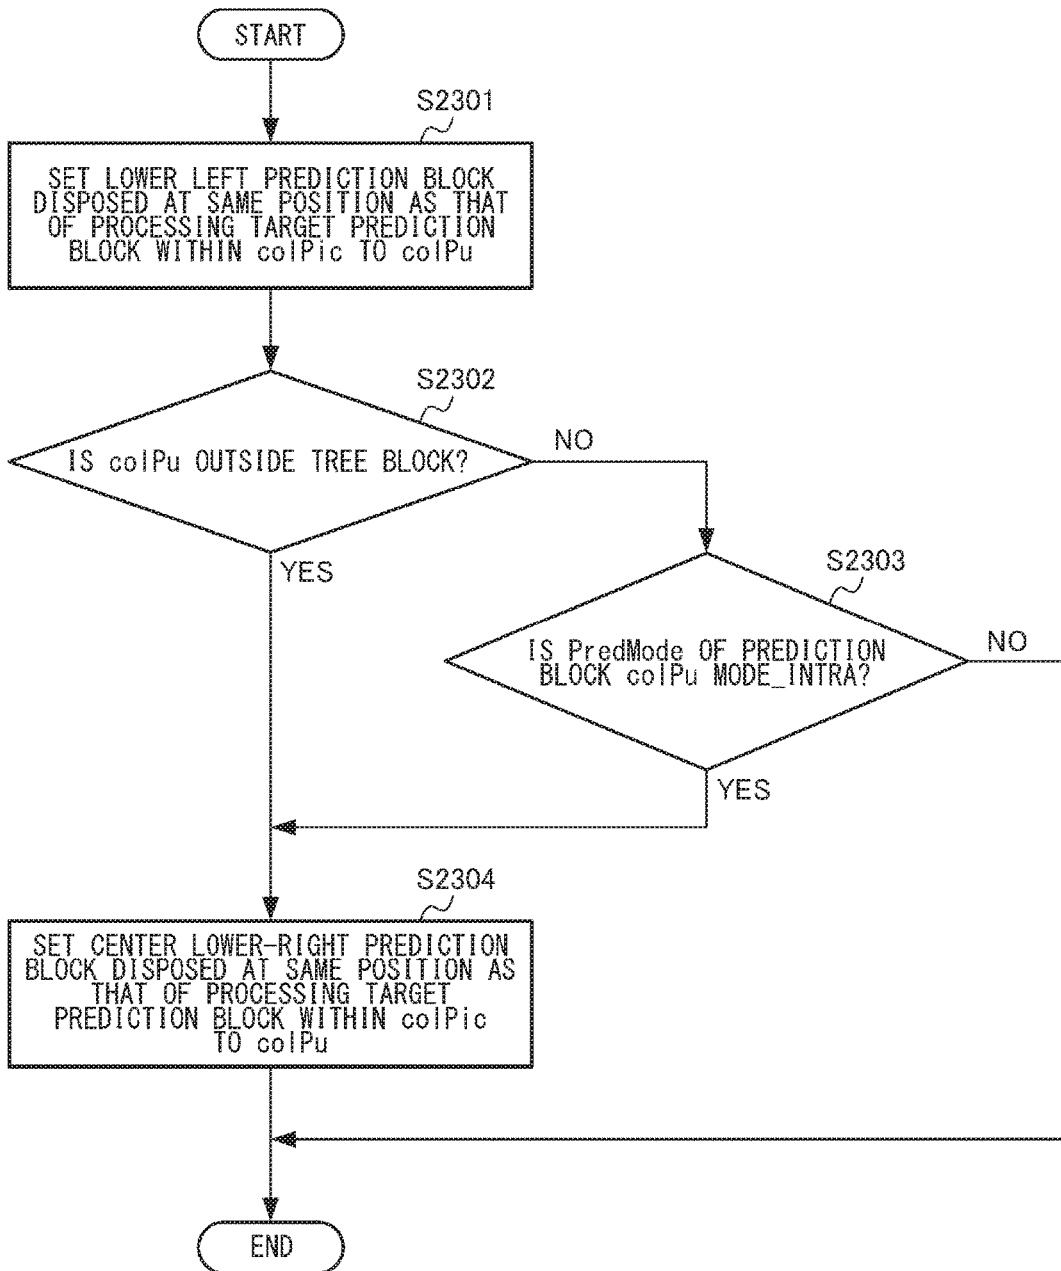 START
S2301
SET LOWER LEFT PREDICTION BLOCK
DISPOSED AT SAME POSITION AS THAT
OF PROCESSING TARGET PREDICTION
BLOCK WITHIN colPic TO colPu
S2302
IS colPu OUTSIDE TREE BLOCK?
NO
YES
S2303
IS PredMode OF PREDICTION
BLOCK colPu MODE_INTRA?
NO
YES
S2304
SET CENTER LOWER-RIGHT PREDICTION
BLOCK DISPOSED AT SAME POSITION AS
THAT OF PROCESSING TARGET
PREDICTION BLOCK WITHIN colPic
TO colPu
END